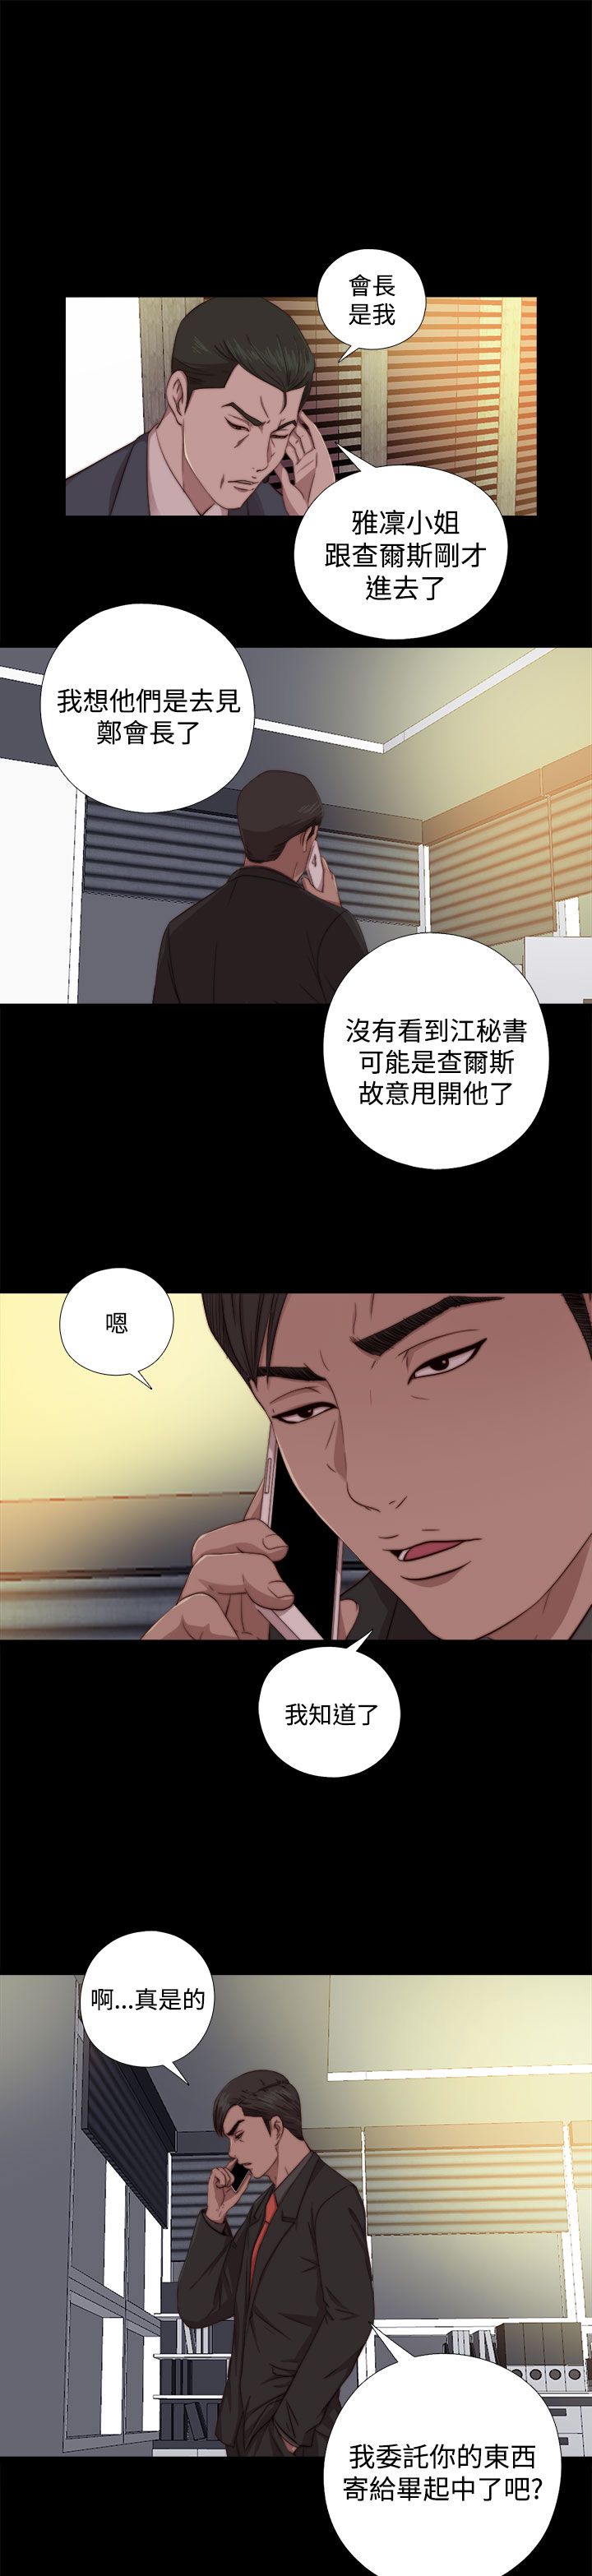 會長
是我
雅凜小姐
跟查爾斯剛才
進去了
我想他們是去見
鄭會長了
沒有看到江秘書
可能是查爾斯
故意甩開他了
嗯
我知道了
啊...真是的
我委託你的東西
寄給畢起中了吧?